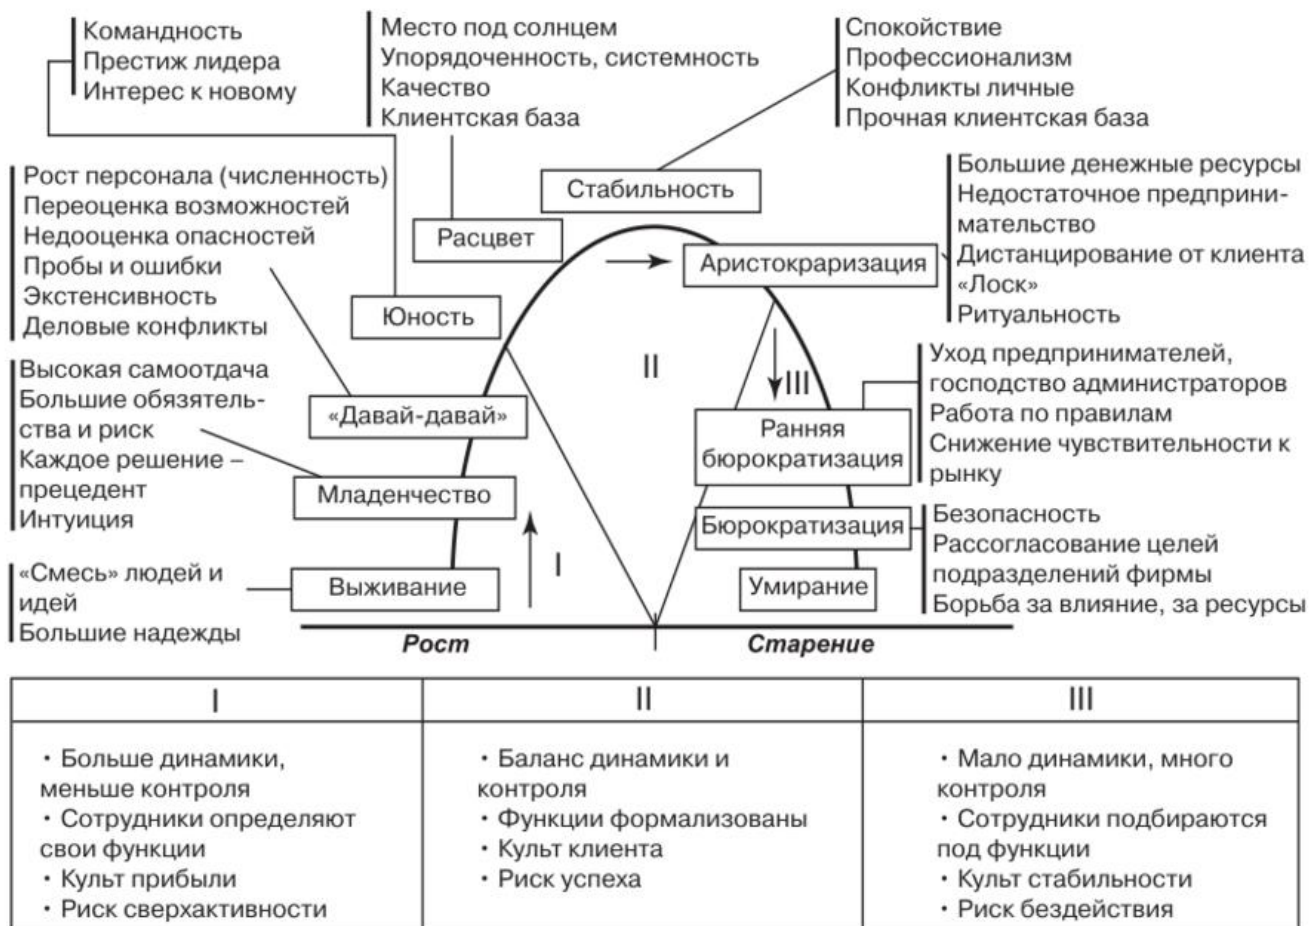 Командность
Престиж лидера
Интерес к новому
Место под солнцем
Упорядоченность, системность
Качество
Клиентская база
Спокойствие
Профессионализм
Конфликты личные
Прочная клиентская база
Рост персонала (численность)
Переоценка возможностей
Недооценка опасностей
Пробы и ошибки
Экстенсивность
Деловые конфликты
Стабильность
Расцвет
Юность
Аристокраризация
Большие денежные ресурсы
Недостаточное предприни-
мательство
Дистанцирование от клиента
«Лоск»
Ритуальность
Высокая самоотдача
Большие обязятель-
ства и риск
Каждое решение –
прецедент
Интуиция
«Давай-давай»
Младенчество
II
III
Ранняя
бюрократизация
Уход предпринимателей,
господство администраторов
Работа по правилам
Снижение чувствительности к
рынку
«Смесь» людей и
идей
Большие надежды
Выживание
I
Бюрократизация
Умирание
Безопасность
Рассогласование целей
подразделений фирмы
Борьба за влияние, за ресурсы
Рост
Старение
I
II
III
· Больше динамики,
меньше контроля
· Сотрудники определяют
свои функции
· Культ прибыли
· Риск сверхактивности
· Баланс динамики и
контроля
· Функции формализованы
· Культ клиента
· Риск успеха
· Мало динамики, много
контроля
· Сотрудники подбираются
под функции
· Культ стабильности
· Риск бездействия